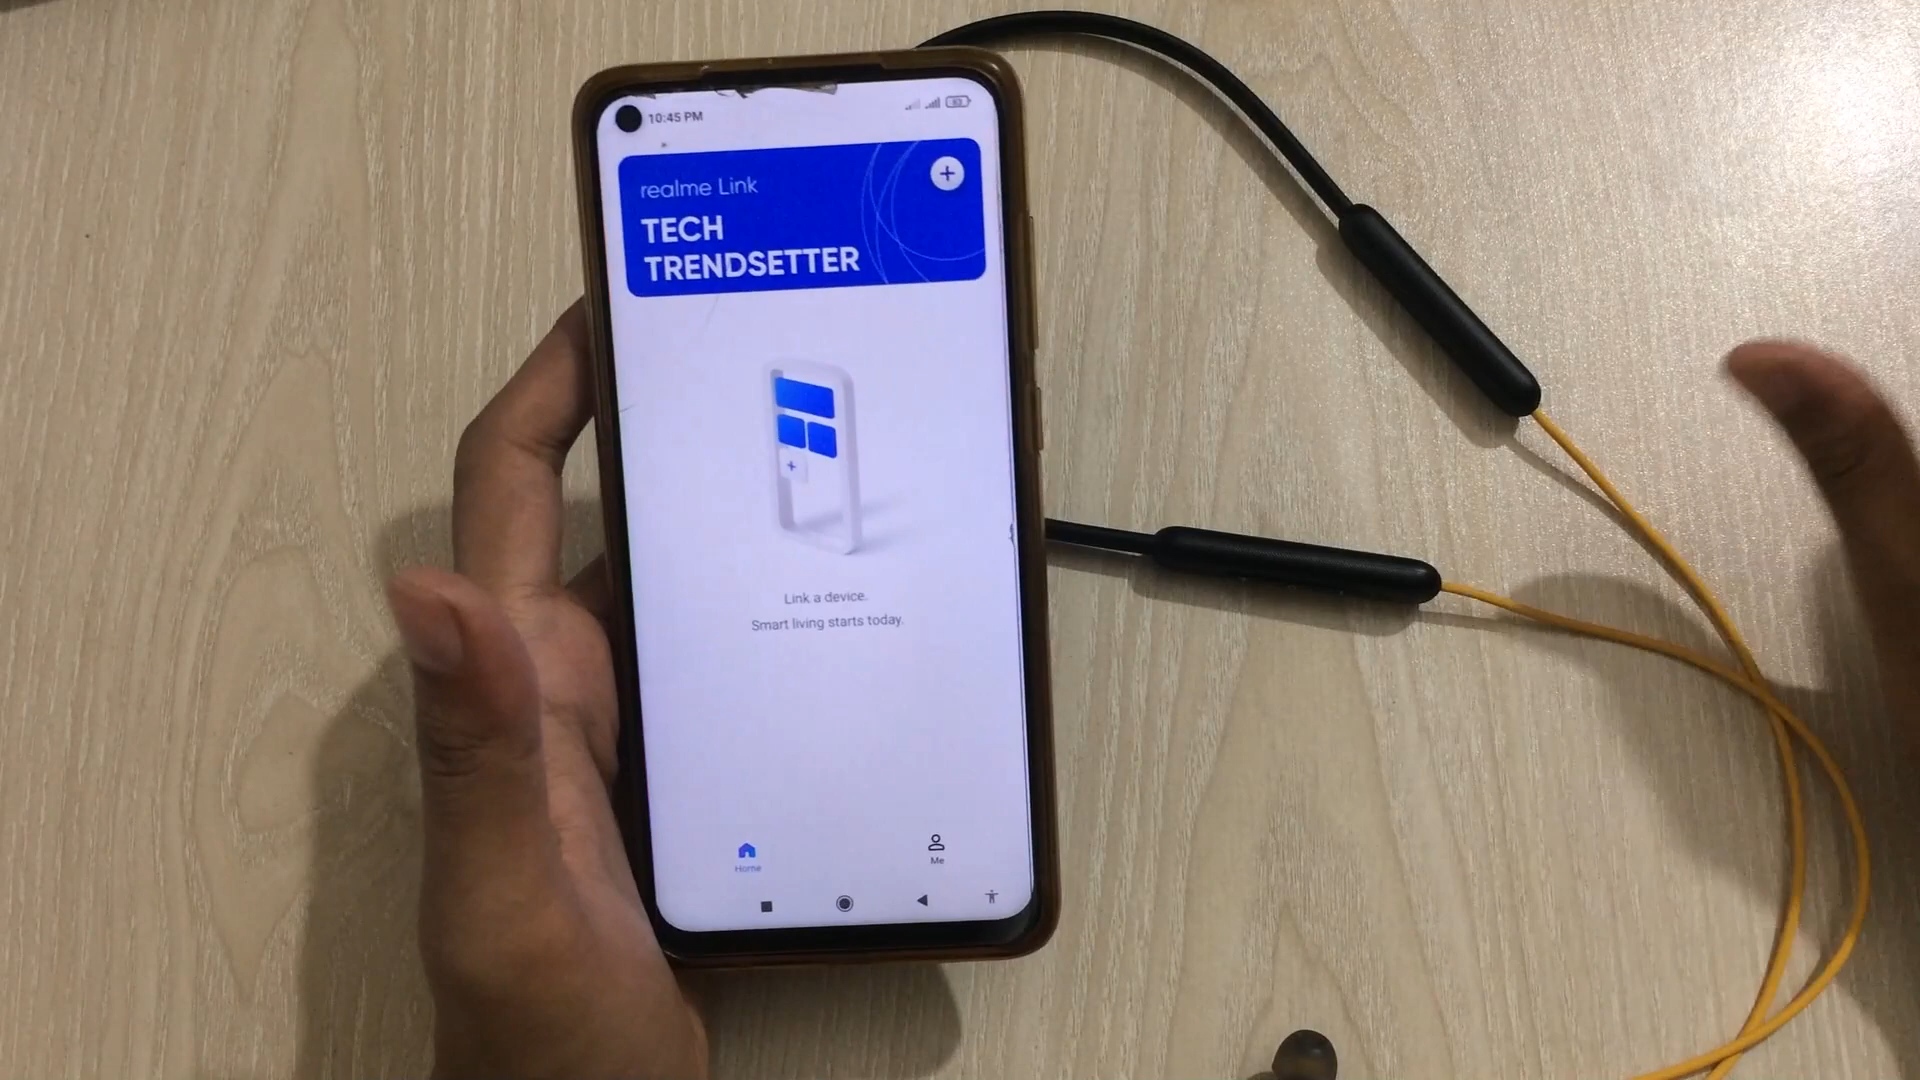 10:45 PM
realme Link
TECH
TRENDSETTER
Link a device.
Smart living starts today.
Home
Me